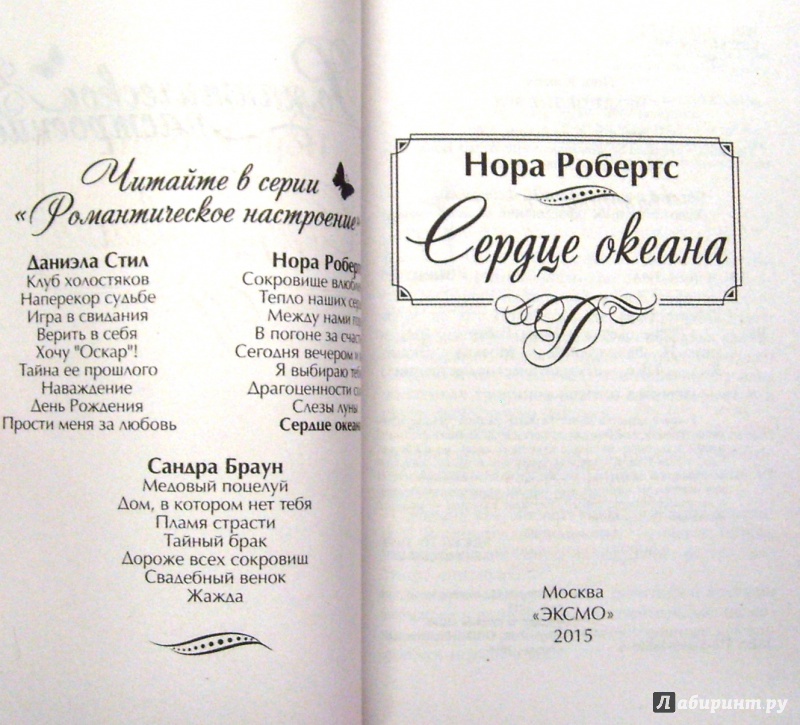 Читайте в серии
«Романтическое настроение»
Даниэла Стил
Клуб холостяков
Наперекор судьбе
Игра в свидания
Верить в себя
Хочу "Оскар"!
Тайна ее прошлого
Наваждение
День Рождения
Прости меня за любовь
Нора
Сокровище
Тепло наших
Между нами
В погоне за
Сегодня вечером и
Я выбираю
Драгоценности
Слезы луны
Сердце океана
Сандра Браун
Медовый поцелуй
Дом, в котором нет тебя
Пламя страсти
Тайный брак
Дороже всех сокровищ
Свадебный венок
Жажда
Нора Робертс
Сердце океана
Москва
«ЭКСМО»
2015
Лабиринт.ру